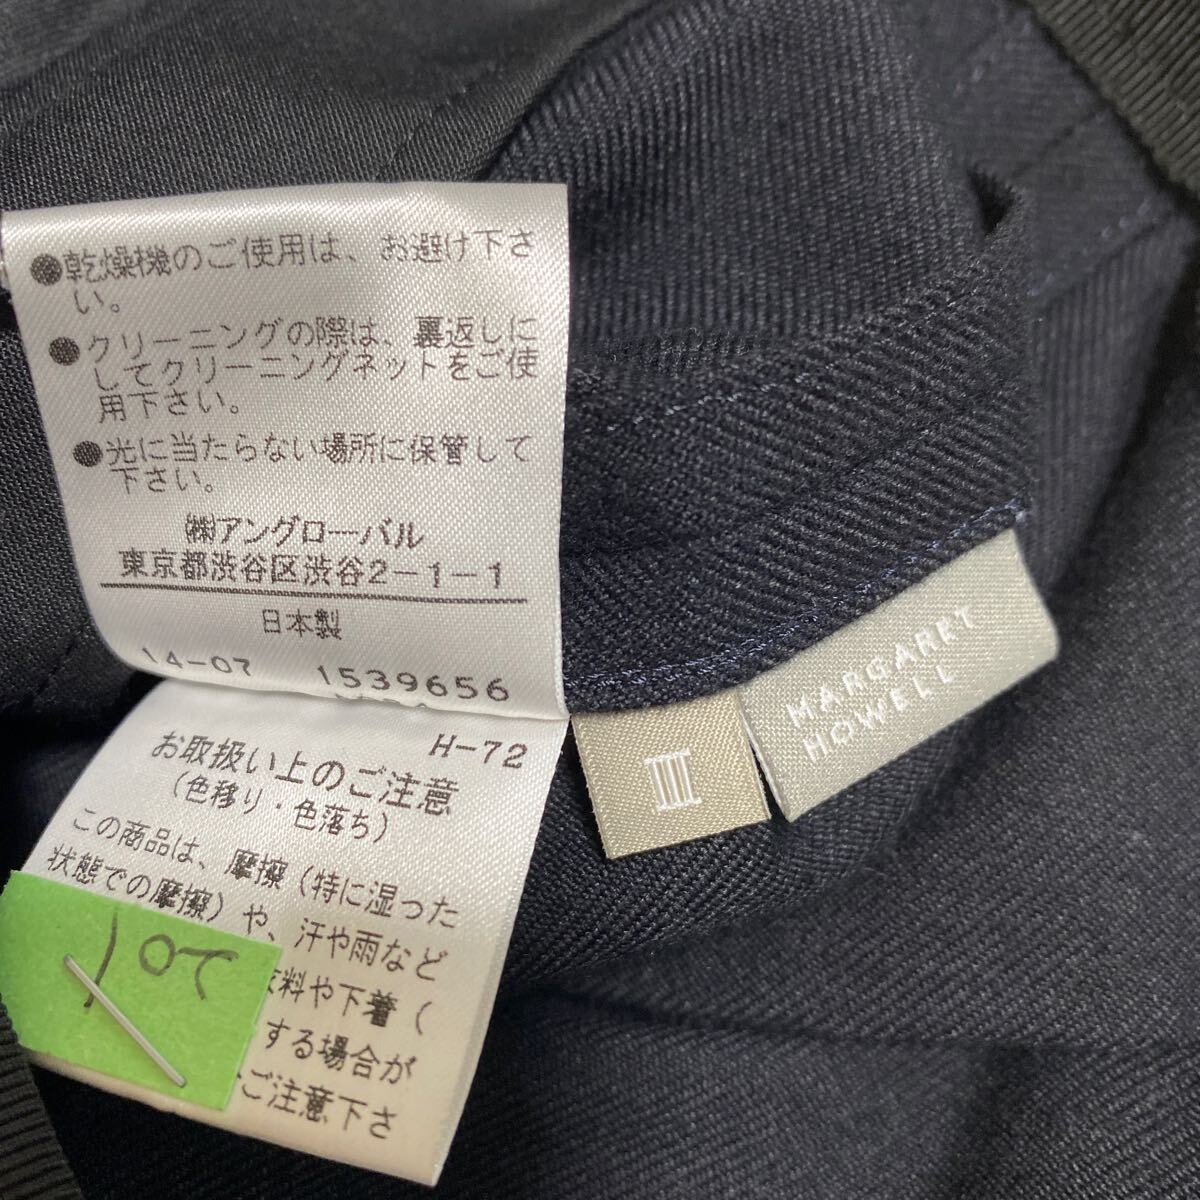 ●乾燥機のご使用は、お避け下さ
い。
●クリーニングの際は、裏返しに
してクリーニングネットをご使
用下さい。
●光に当たらない場所に保管して
下さい。
㈱アングローバル
東京都渋谷区渋谷2-1-1
日本製
14-07 1539656
H-72
お取扱い上のご注意
(色移り・色落ち)
この商品は、摩擦(特に湿った
状態での摩擦)や、汗や雨など
料や下着(
する場合が
ご注意下さ
III
MARGARET
HOWELL